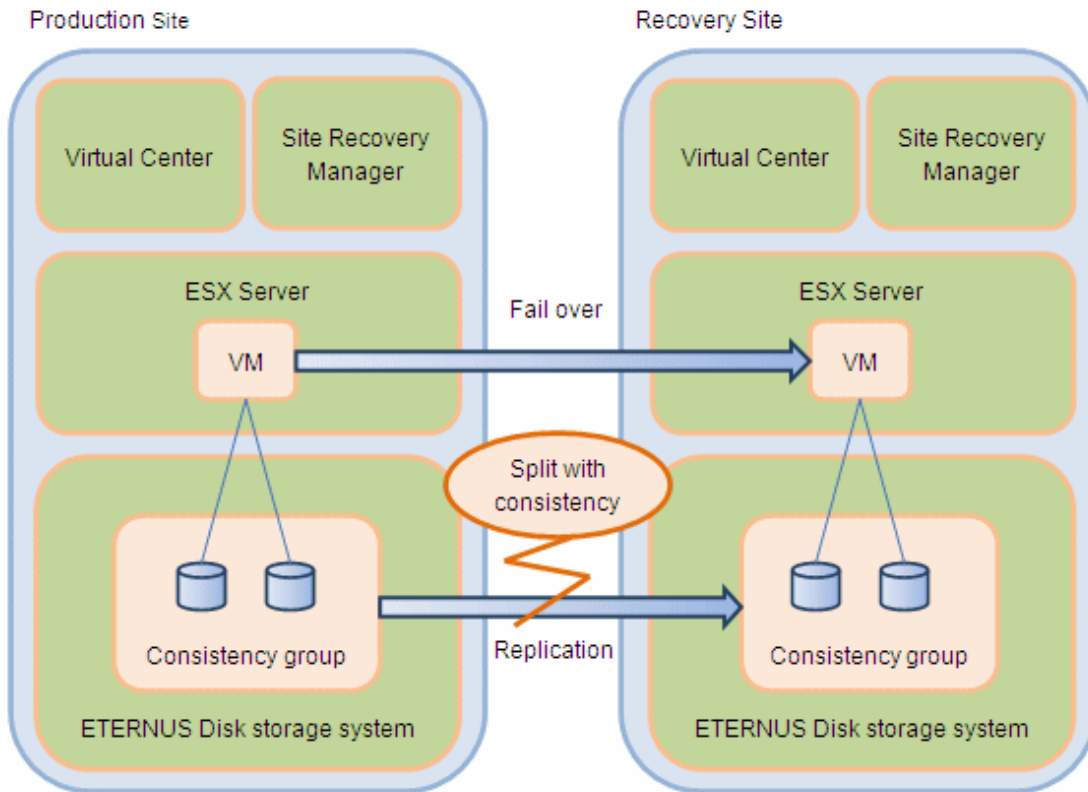 Production Site
Recovery Site
Virtual Center
Site Recovery
Manager
Virtual Center
Site Recovery
Manager
ESX Server
VM
Fail over
ESX Server
VM
Split with
consistency
Consistency group
Replication
Consistency group
ETERNUS Disk storage system
ETERNUS Disk storage system